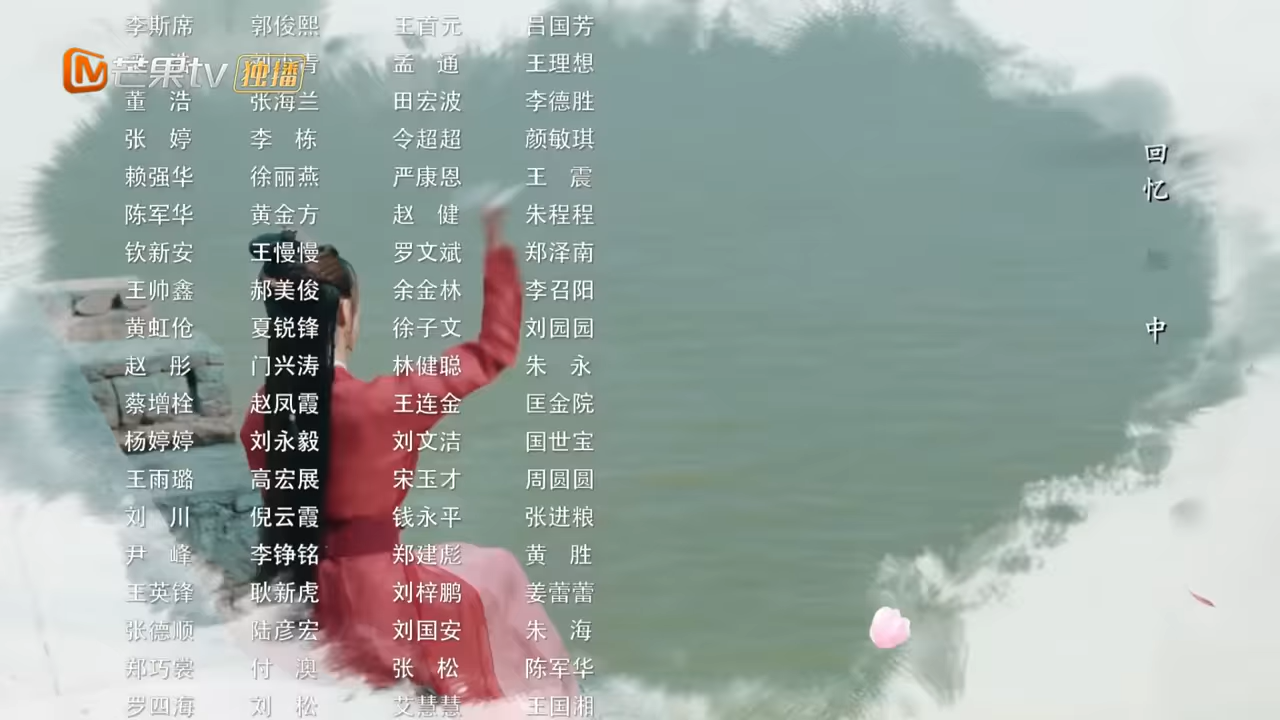 李斯席 郭俊熙 王首元 吕国芳
芒果tv 独播
孟 通 王理想
董 浩 张海兰 田宏波 李德胜
张 婷 李 栋 令超超 颜敏琪
赖强华 徐丽燕 严康恩 王 震
陈军华 黄金方 赵 健 朱程程
钦新安 王慢慢 罗文斌 郑泽南
王帅鑫 郝美俊 余金林 李召阳
黄虹伧 夏锐锋 徐子文 刘园园
赵 彤 门兴涛 林健聪 朱 永
蔡增栓 赵凤霞 王连金 匡金院
杨婷婷 刘永毅 刘文洁 国世宝
王雨璐 高宏展 宋玉才 周圆圆
刘 川 倪云霞 钱永平 张进粮
尹 峰 李铮铭 郑建彪 黄 胜
王英锋 耿新虎 刘梓鹏 姜蕾蕾
张德顺 陆彦宏 刘国安 朱 海
郑巧裳 付 澳 张 松 陈军华
罗四海 刘 松 艾慧慧 王国湘
回忆 中